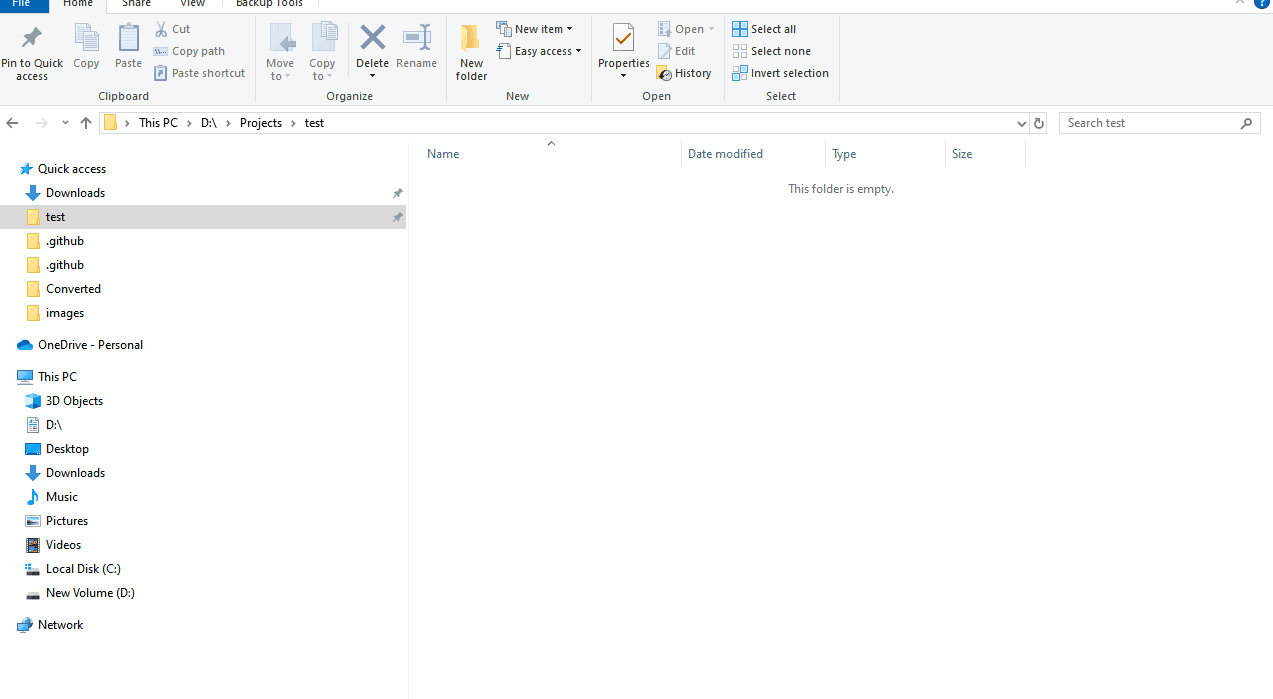 File Home Share View Backup Tools
Pin to Quick access
Copy
Paste
Cut
Copy path
Paste shortcut
Clipboard
Move to
Copy to
Delete
Rename
Organize
New folder
New item
Easy access
New
Properties
Open
Edit
History
Open
Select all
Select none
Invert selection
Select
This PC D:\ Projects test
Search test
Name Date modified Type Size
This folder is empty.
Quick access
Downloads
test
.github
.github
Converted
images
OneDrive - Personal
This PC
3D Objects
D:\
Desktop
Downloads
Music
Pictures
Videos
Local Disk (C:)
New Volume (D:)
Network